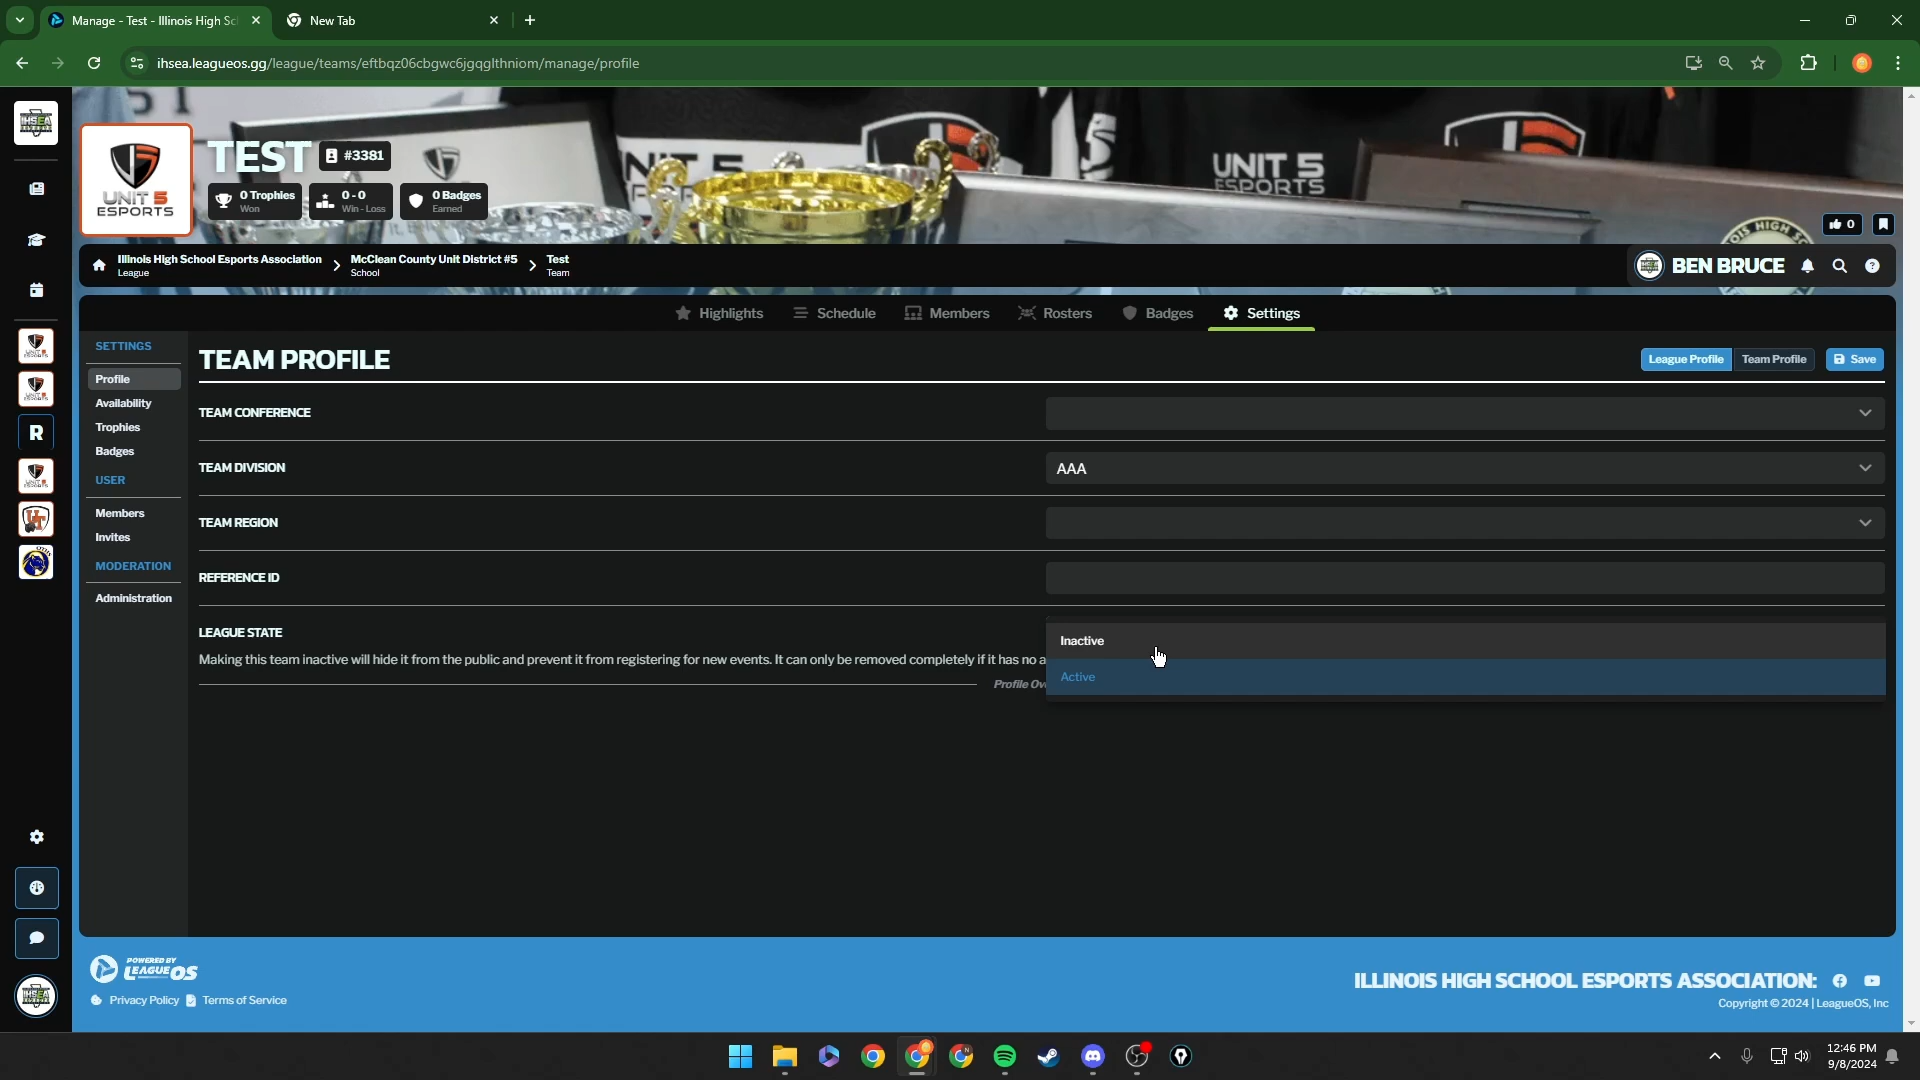 Manage - Test - Illinois High Sc
New Tab
ihsea.leagueos.gg/league/teams/eftbqz06cbgwc6jgqglthniom/manage/profile
UNIT 5
ESPORTS
TEST
#3381
0 Trophies
Won
0 - 0
Win - Loss
0 Badges
Earned
UNIT 5
ESPORTS
0
Illinois High School Esports Association
League
McClean County Unit District #5
School
Test
Team
BEN BRUCE
Highlights
Schedule
Members
Rosters
Badges
Settings
SETTINGS
Profile
Availability
Trophies
Badges
USER
Members
Invites
MODERATION
Administration
R
TEAM PROFILE
League Profile
Team Profile
Save
TEAM CONFERENCE
TEAM DIVISION
AAA
TEAM REGION
REFERENCE ID
LEAGUE STATE
Making this team inactive will hide it from the public and prevent it from registering for new events. It can only be removed completely if it has no a
Profile Ov
Inactive
Active
POWERED BY
LEAGUEOS
Privacy Policy
Terms of Service
ILLINOIS HIGH SCHOOL ESPORTS ASSOCIATION:
Copyright © 2024 | LeagueOS, Inc
12:46 PM
9/8/2024